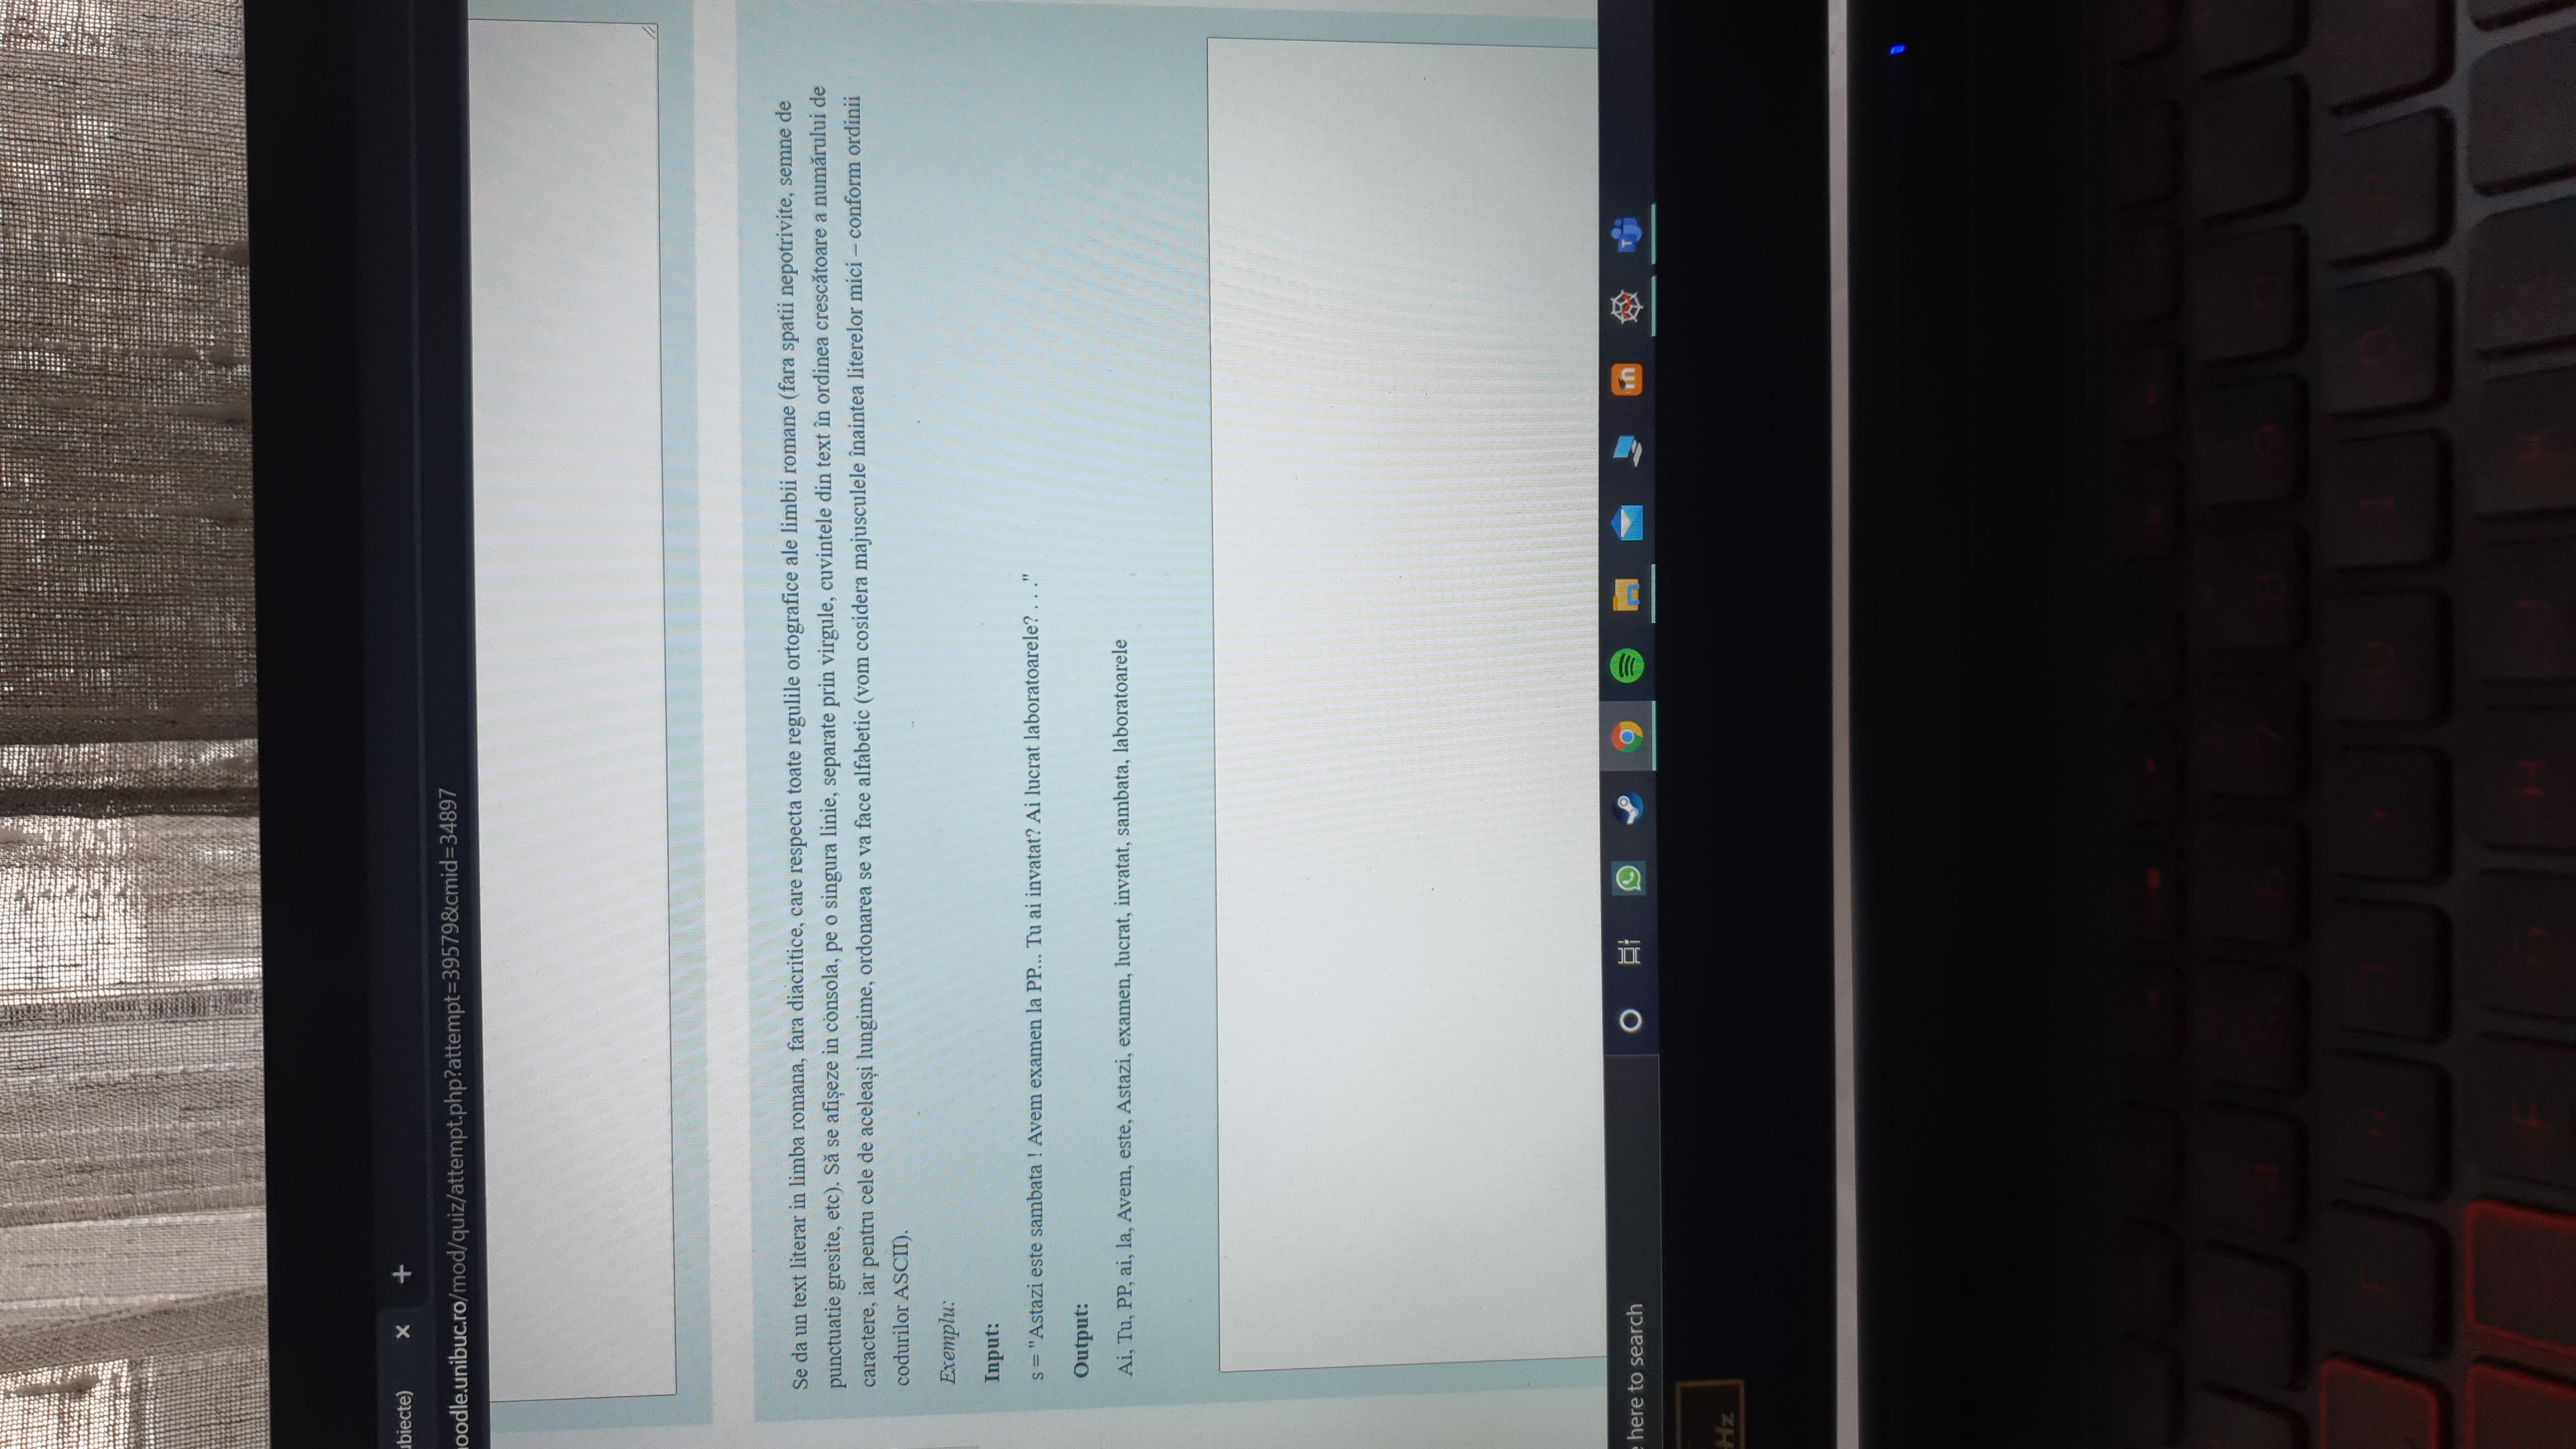 ubiecte)
oodle.unibuc.ro/mod/quiz/attempt.php?attempt=39579&cmid=34897
Se da un text literar in limba romana, fara diacritice, care respecta toate regulile ortografice ale limbii romane (fara spatii nepotrivite, semne de
punctuatie gresite, etc). Să se afișeze in consola, pe o singura linie, separate prin virgule, cuvintele din text în ordinea crescătoare a numărului de
caractere, iar pentru cele de aceleași lungime, ordonarea se va face alfabetic (vom cosidera majusculele înaintea literelor mici – conform ordinii
codurilor ASCII).
Exemplu:
Input:
s = "Astazi este sambata ! Avem examen la PP... Tu ai invatat? Ai lucrat laboratoarele? . . ."
Output:
Ai, Tu, PP, ai, la, Avem, este, Astazi, examen, lucrat, invatat, sambata, laboratoarele
here to search
Hz